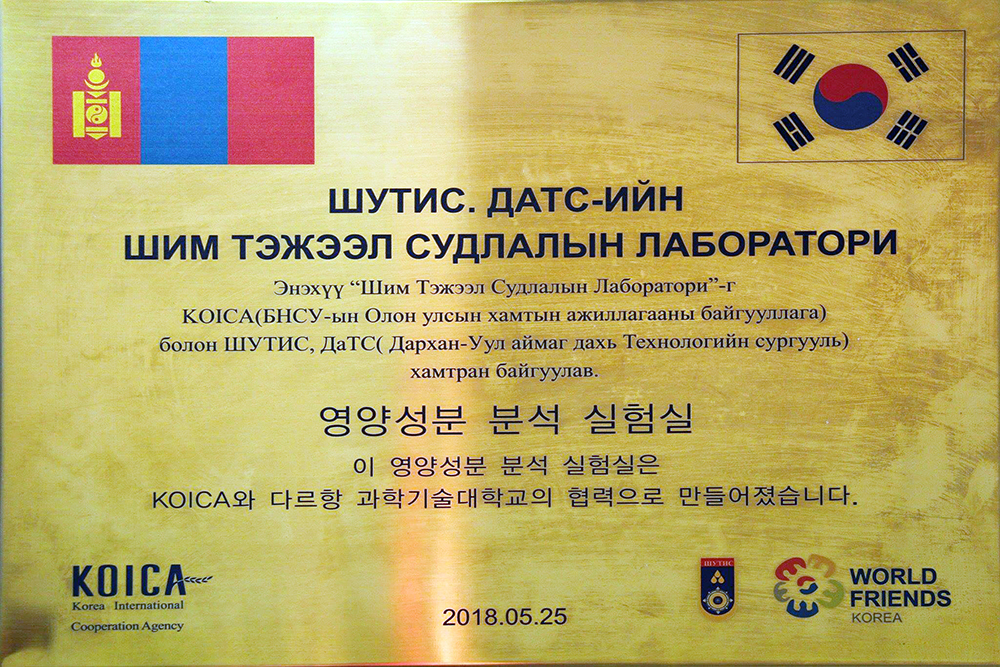 ШУТИС. ДАТС-ИЙН
ШИМ ТЭЖЭЭЛ СУДЛАЛЫН ЛАБОРАТОРИ
Энэхүү “Шим Тэжээл Судлалын Лаборатори”-г
KOICA(БНСУ-ын Олон улсын хамтын ажиллагааны байгууллага)
болон ШУТИС, ДаТС( Дархан-Уул аймаг дахь Технологийн сургууль)
хамтран байгуулав.
영양성분 분석 실험실
이 영양성분 분석 실험실은
KOICA와 다르항 과학기술대학교의 협력으로 만들어졌습니다.
KOICA
Korea International
Cooperation Agency
2018.05.25
ШУТИС
WORLD
FRIENDS
KOREA